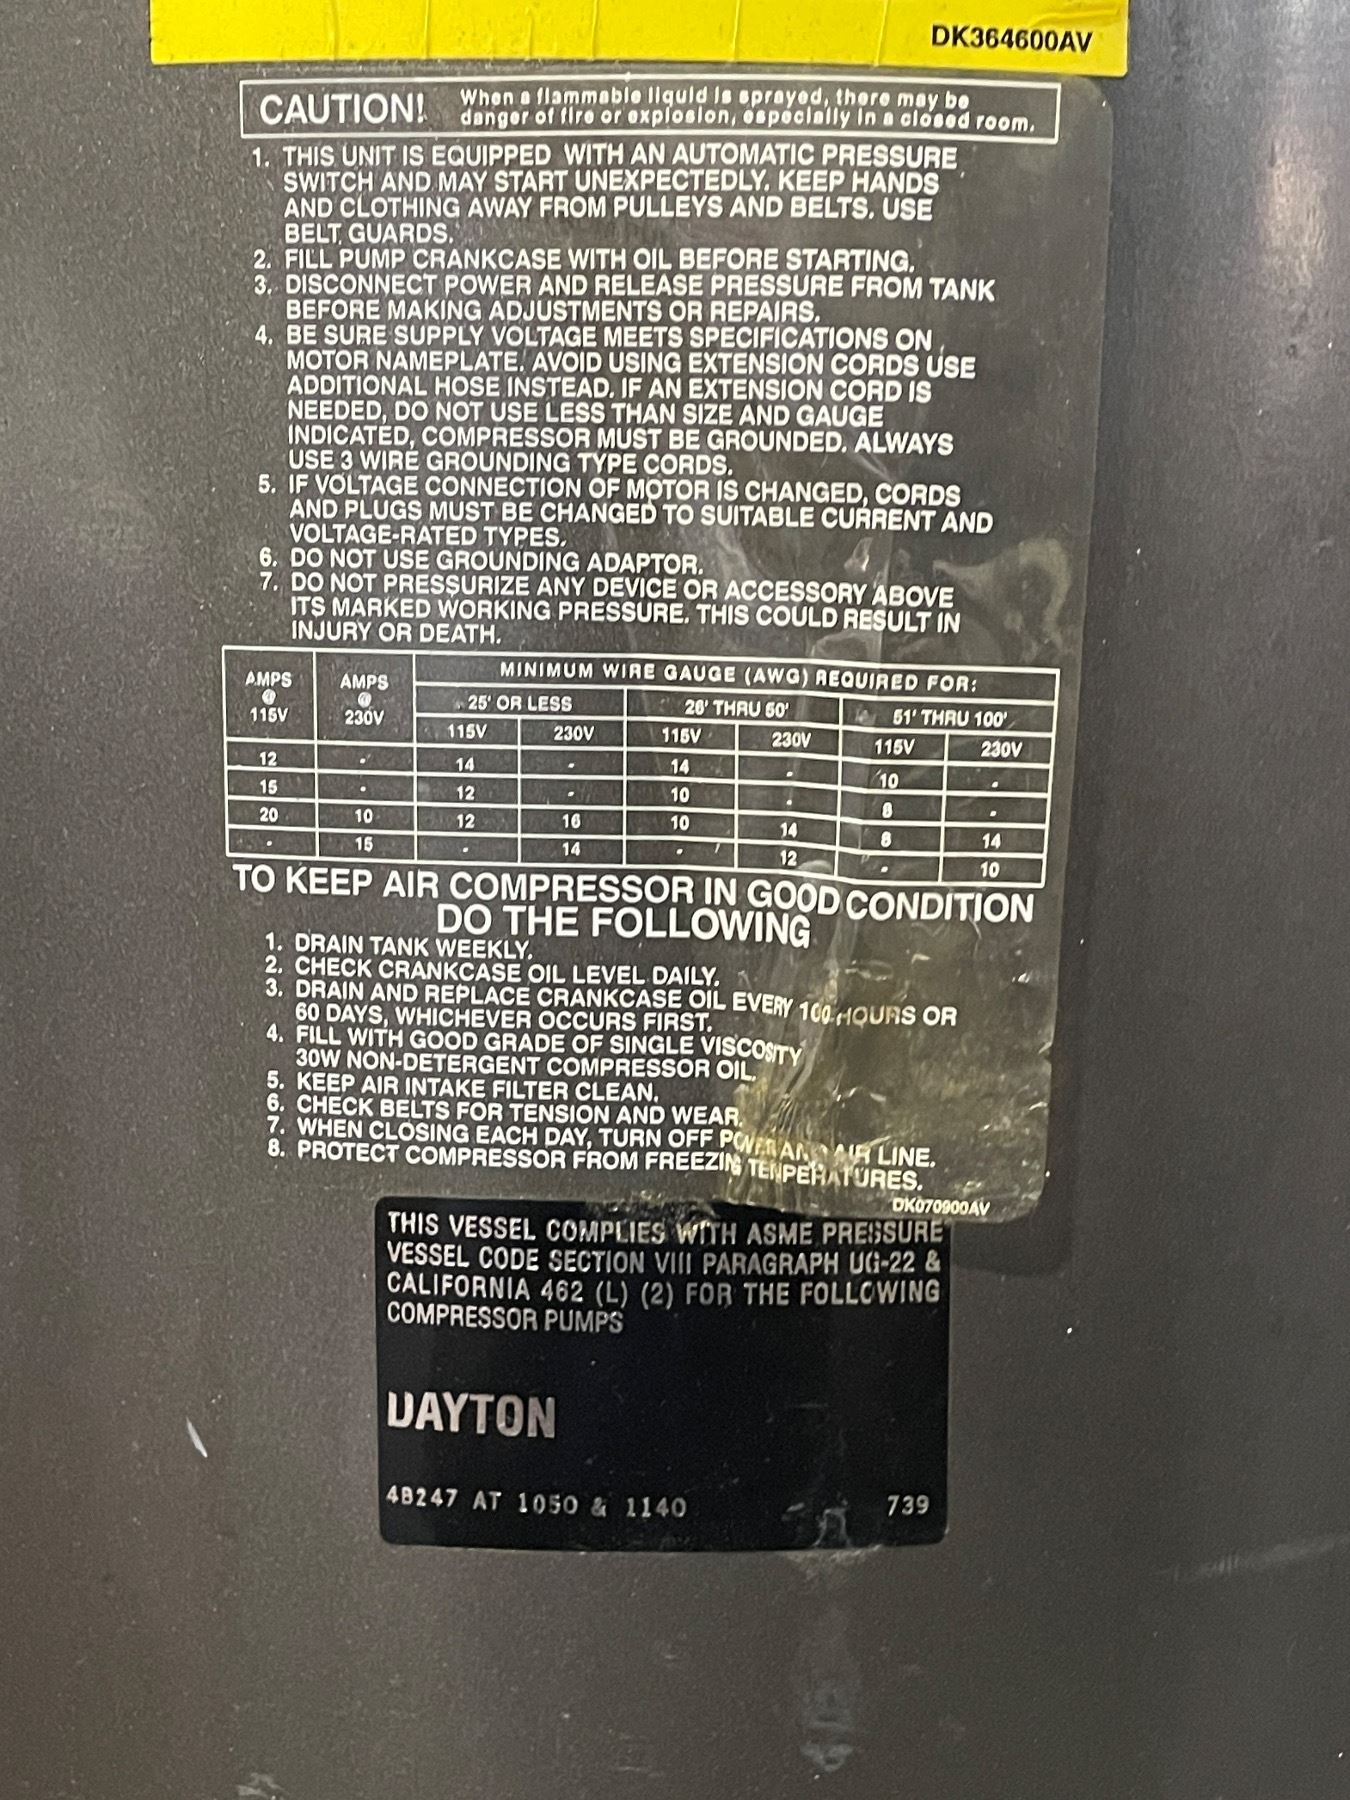 DK364600AV
CAUTION! When a flammable liquid is sprayed, there may be
danger of fire or explosion, especially in a closed room.
1. THIS UNIT IS EQUIPPED WITH AN AUTOMATIC PRESSURE
SWITCH AND MAY START UNEXPECTEDLY. KEEP HANDS
AND CLOTHING AWAY FROM PULLEYS AND BELTS. USE
BELT GUARDS.
2. FILL PUMP CRANKCASE WITH OIL BEFORE STARTING.
3. DISCONNECT POWER AND RELEASE PRESSURE FROM TANK
BEFORE MAKING ADJUSTMENTS OR REPAIRS.
4. BE SURE SUPPLY VOLTAGE MEETS SPECIFICATIONS ON
MOTOR NAMEPLATE. AVOID USING EXTENSION CORDS USE
ADDITIONAL HOSE INSTEAD. IF AN EXTENSION CORD IS
NEEDED, DO NOT USE LESS THAN SIZE AND GAUGE
INDICATED, COMPRESSOR MUST BE GROUNDED. ALWAYS
USE 3 WIRE GROUNDING TYPE CORDS.
5. IF VOLTAGE CONNECTION OF MOTOR IS CHANGED, CORDS
AND PLUGS MUST BE CHANGED TO SUITABLE CURRENT AND
VOLTAGE-RATED TYPES.
6. DO NOT USE GROUNDING ADAPTOR.
7. DO NOT PRESSURIZE ANY DEVICE OR ACCESSORY ABOVE
ITS MARKED WORKING PRESSURE. THIS COULD RESULT IN
INJURY OR DEATH.
AMPS @ 115V AMPS @ 230V MINIMUM WIRE GAUGE (AWG) REQUIRED FOR:
25' OR LESS 26' THRU 50' 51' THRU 100'
115V 230V 115V 230V 115V 230V
12 - 14 - 14 - 10 -
15 - 12 - 10 - 8 -
20 10 12 16 10 14 8 14
- 15 - 14 - 12 - 10
TO KEEP AIR COMPRESSOR IN GOOD CONDITION
DO THE FOLLOWING
1. DRAIN TANK WEEKLY.
2. CHECK CRANKCASE OIL LEVEL DAILY.
3. DRAIN AND REPLACE CRANKCASE OIL EVERY 100 HOURS OR
60 DAYS, WHICHEVER OCCURS FIRST.
4. FILL WITH GOOD GRADE OF SINGLE VISCOSITY
30W NON-DETERGENT COMPRESSOR OIL.
5. KEEP AIR INTAKE FILTER CLEAN.
6. CHECK BELTS FOR TENSION AND WEAR.
7. WHEN CLOSING EACH DAY, TURN OFF POWER AND AIR LINE.
8. PROTECT COMPRESSOR FROM FREEZING TEMPERATURES.
DK070900AV
THIS VESSEL COMPLIES WITH ASME PRESSURE
VESSEL CODE SECTION VIII PARAGRAPH UG-22 &
CALIFORNIA 462 (L) (2) FOR THE FOLLOWING
COMPRESSOR PUMPS
DAYTON
4B247 AT 1050 & 1140 739